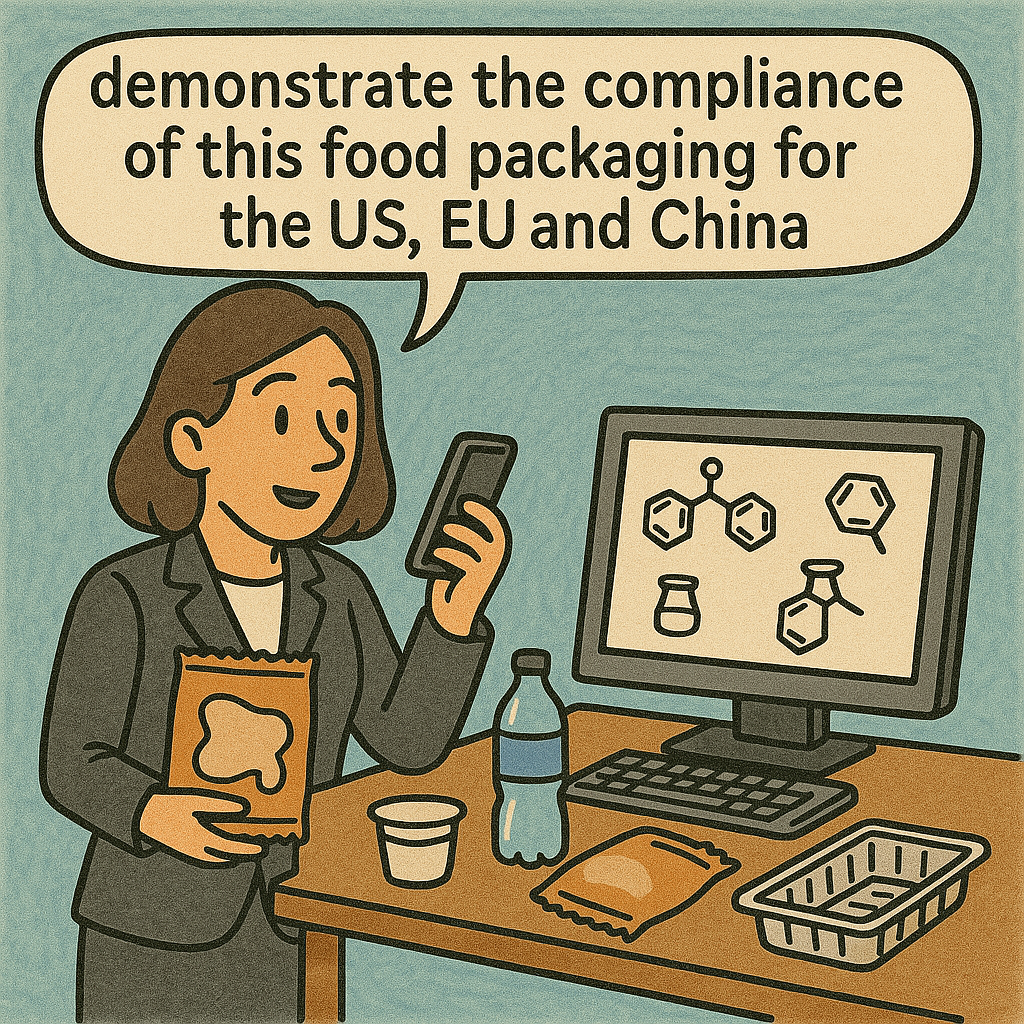 demonstrate the compliance
of this food packaging for
the US, EU and China